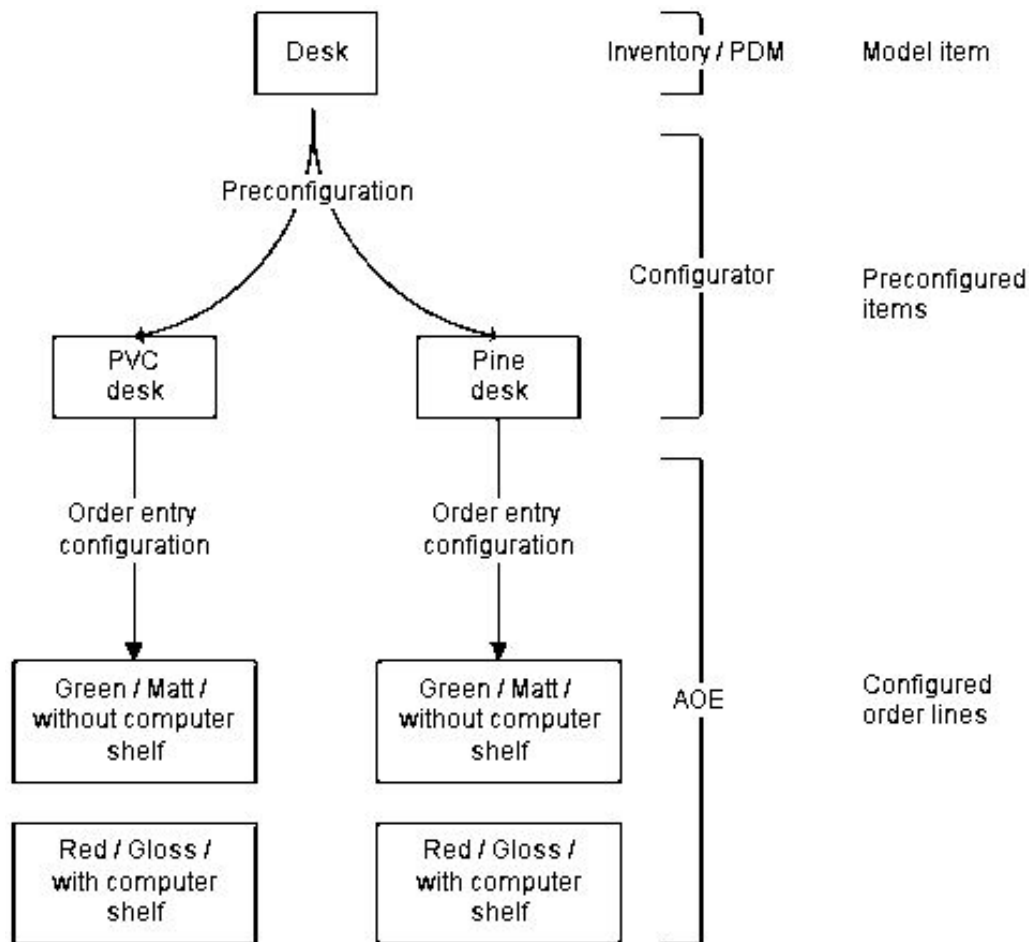 Desk
Inventory / PDM
Model item
Preconfiguration
Configurator
Preconfigured
items
PVC
desk
Pine
desk
Order entry
configuration
Order entry
configuration
Green / Matt /
without computer
shelf
Green / Matt /
without computer
shelf
AOE
Configured
order lines
Red / Gloss /
with computer
shelf
Red / Gloss /
with computer
shelf